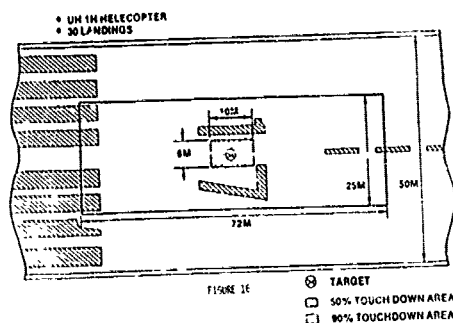 • UH 1H HELECOPTER
• 30 LANDINGS
10M
6M
25M
50M
72M
FIGURE 1E
TARGET
50% TOUCH DOWN AREA
90% TOUCHDOWN AREA